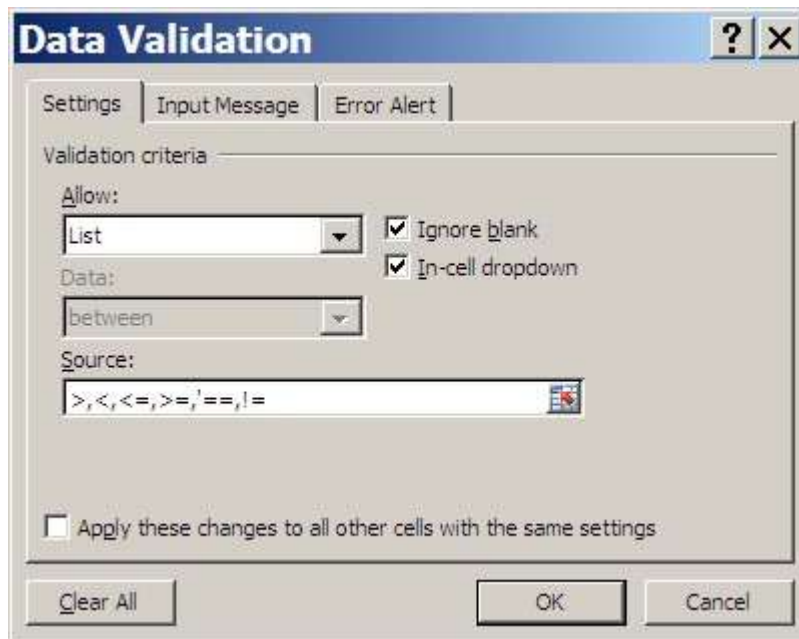 Data Validation
Settings Input Message Error Alert
Validation criteria
Allow:
List
Ignore blank
In-cell dropdown
Data:
between
Source:
>,<,<=,>=,'==,!=
Apply these changes to all other cells with the same settings
Clear All OK Cancel